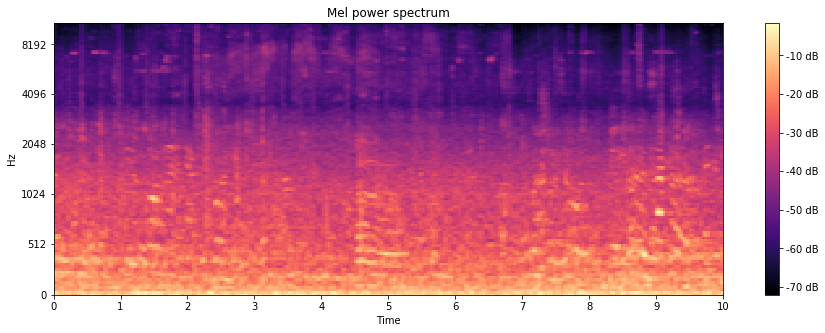 Mel power spectrum
8192
4096
2048
1024
512
0
Hz
0 1 2 3 4 5 6 7 8 9 10
Time
-10 dB
-20 dB
-30 dB
-40 dB
-50 dB
-60 dB
-70 dB